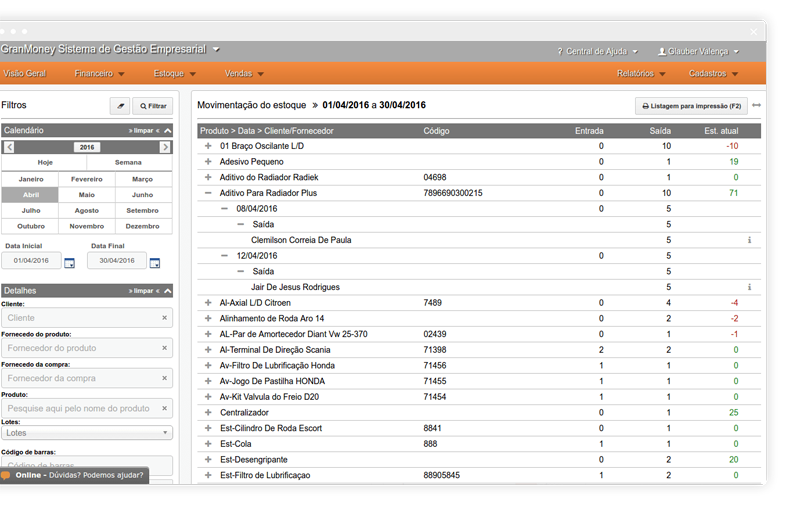 GranMoney Sistema de Gestão Empresarial
? Central de Ajuda
Glauber Valença
Visão Geral Financeiro Estoque Vendas Relatórios Cadastros
Filtros
Filtrar
Calendário
» limpar «
2016
Hoje Semana
Janeiro Fevereiro Março
Abril Maio Junho
Julho Agosto Setembro
Outubro Novembro Dezembro
Data Inicial Data Final
01/04/2016 30/04/2016
Detalhes
» limpar «
Cliente:
Cliente ×
Fornecedo do produto:
Fornecedor do produto ×
Fornecedo da compra:
Fornecedor da compra ×
Produto:
Pesquise aqui pelo nome do produto ×
Lotes:
Lotes
Código de barras:
Código de barras
Online - Dúvidas? Podemos ajudar?
Movimentação do estoque » 01/04/2016 a 30/04/2016
Listagem para impressão (F2)
Produto > Data > Cliente/Fornecedor Código Entrada Saída Est. atual
01 Braço Oscilante L/D 0 10 -10
Adesivo Pequeno 0 1 19
Aditivo do Radiador Radiek 04698 0 1 0
Aditivo Para Radiador Plus 7896690300215 0 10 71
08/04/2016 0 5
Saída 5
Clemilson Correia De Paula 5
12/04/2016 0 5
Saída 5
Jair De Jesus Rodrigues 5
Al-Axial L/D Citroen 7489 0 4 -4
Alinhamento de Roda Aro 14 0 2 -2
AL-Par de Amortecedor Diant Vw 25-370 02439 0 1 -1
Al-Terminal De Direção Scania 71398 2 2 0
Av-Filtro De Lubrificação Honda 71456 1 1 0
Av-Jogo De Pastilha HONDA 71455 1 1 0
Av-Kit Valvula do Freio D20 71454 1 1 0
Centralizador 0 1 25
Est-Cilindro De Roda Escort 8841 0 1 0
Est-Cola 888 1 1 0
Est-Desengripante 0 2 20
Est-Filtro de Lubrificaçao 88905845 1 2 0